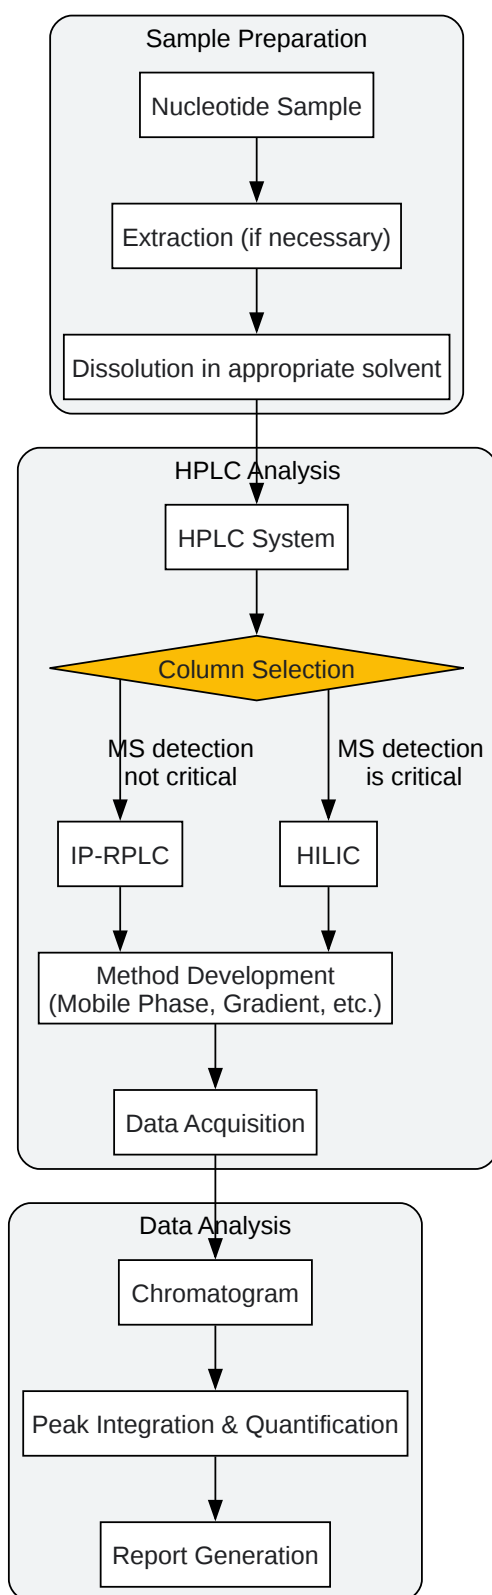 Sample Preparation
Nucleotide Sample
Extraction (if necessary)
Dissolution in appropriate solvent
HPLC Analysis
HPLC System
Column Selection
MS detection
not critical
MS detection
is critical
IP-RPLC
HILIC
Method Development
(Mobile Phase, Gradient, etc.)
Data Acquisition
Data Analysis
Chromatogram
Peak Integration & Quantification
Report Generation